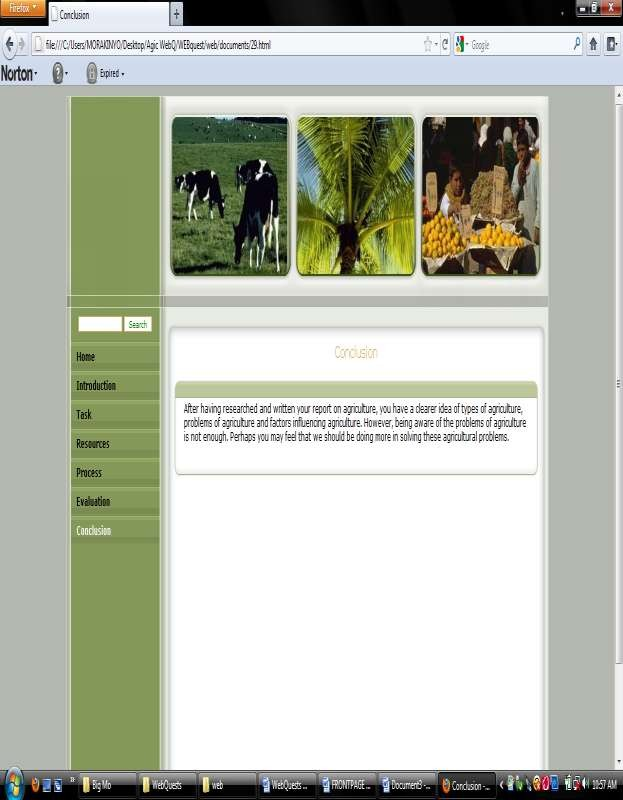 Firefox
Conclusion
file:///C:/Users/MORAKINYO/Desktop/Agic WebQ/WEBquest/web/documents/29.html
Google
Norton
Expired
Search
Home
Introduction
Task
Resources
Process
Evaluation
Conclusion
Conclusion
After having researched and written your report on agriculture, you have a clearer idea of types of agriculture,
problems of agriculture and factors influencing agriculture. However, being aware of the problems of agriculture
is not enough. Perhaps you may feel that we should be doing more in solving these agricultural problems.
Big Mo
WebQuests
web
WebQuests ...
FRONTPAGE ...
Document3 - ...
Conclusion - ...
10:57 AM